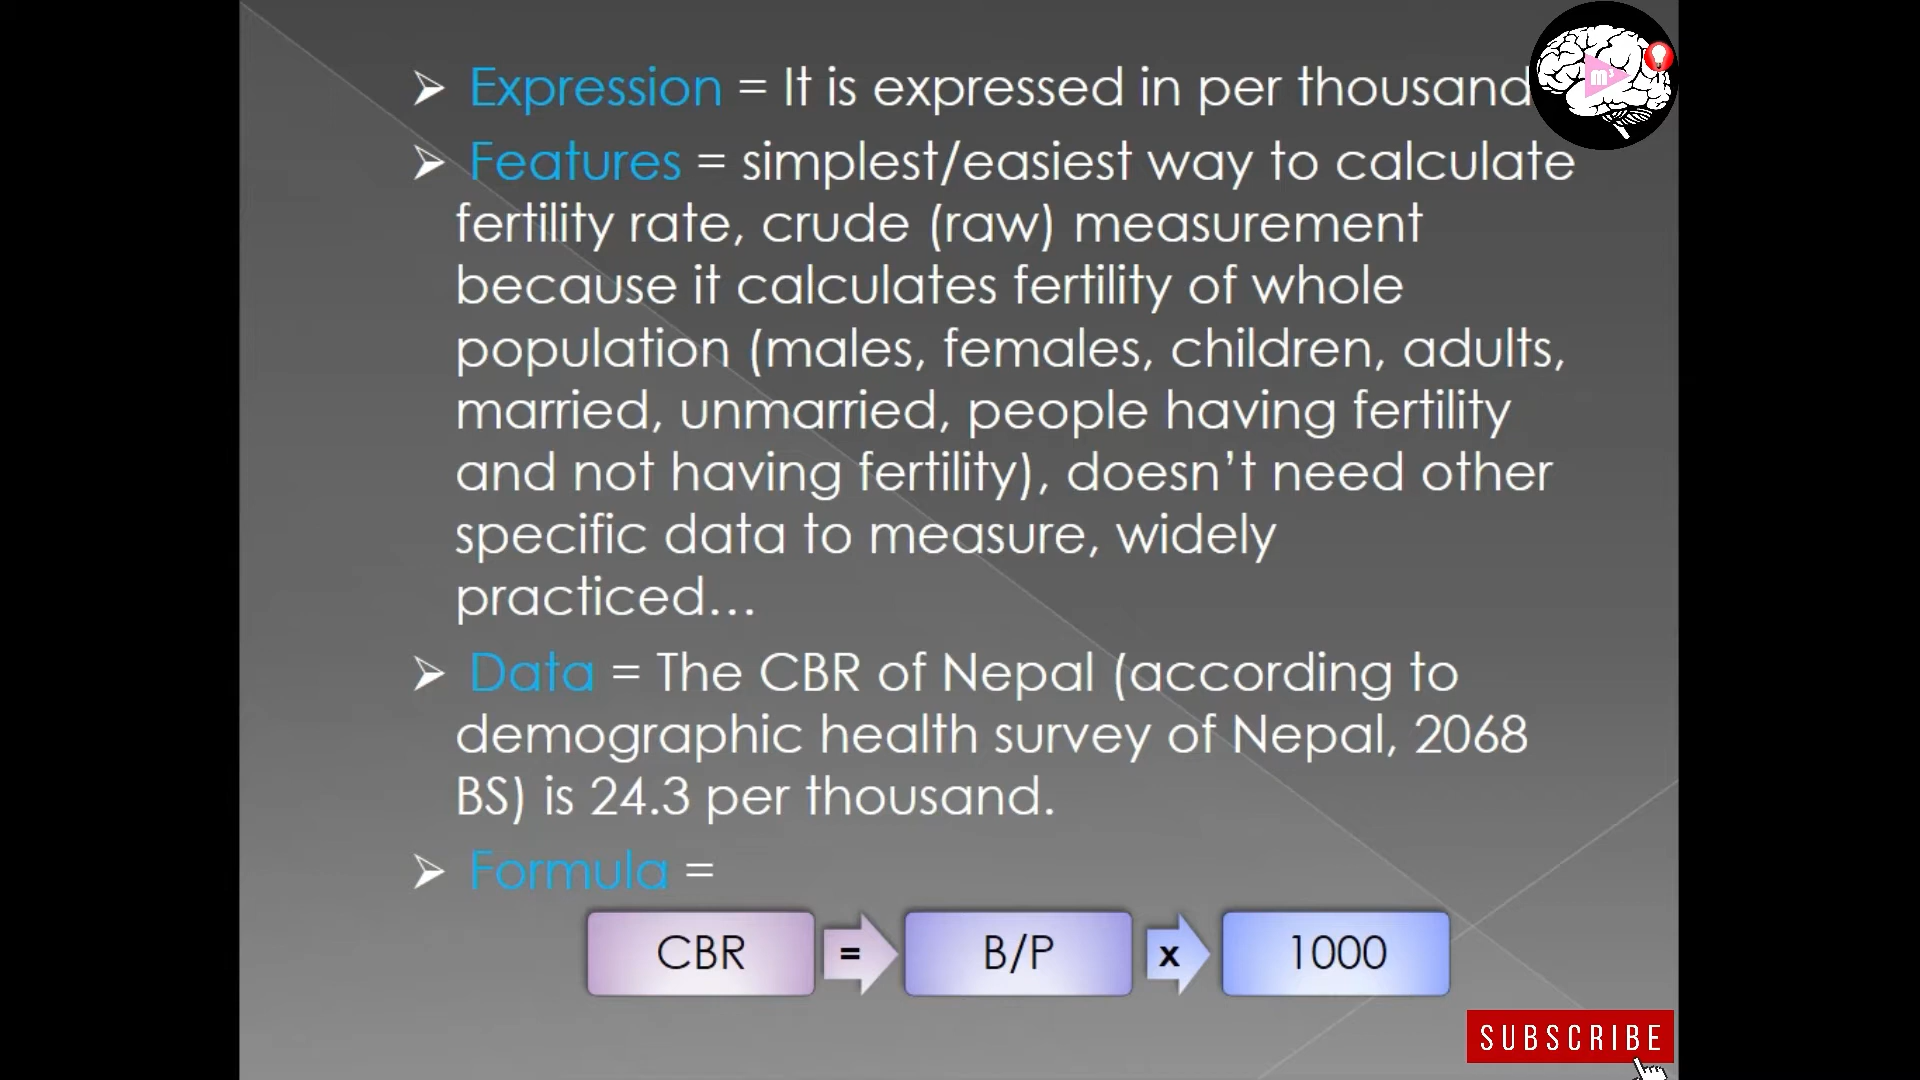 Expression = It is expressed in per thousand
Features = simplest/easiest way to calculate
fertility rate, crude (raw) measurement
because it calculates fertility of whole
population (males, females, children, adults,
married, unmarried, people having fertility
and not having fertility), doesn’t need other
specific data to measure, widely
practiced…
Data = The CBR of Nepal (according to
demographic health survey of Nepal, 2068
BS) is 24.3 per thousand.
Formula =
CBR = B/P x 1000
m³
SUBSCRIBE